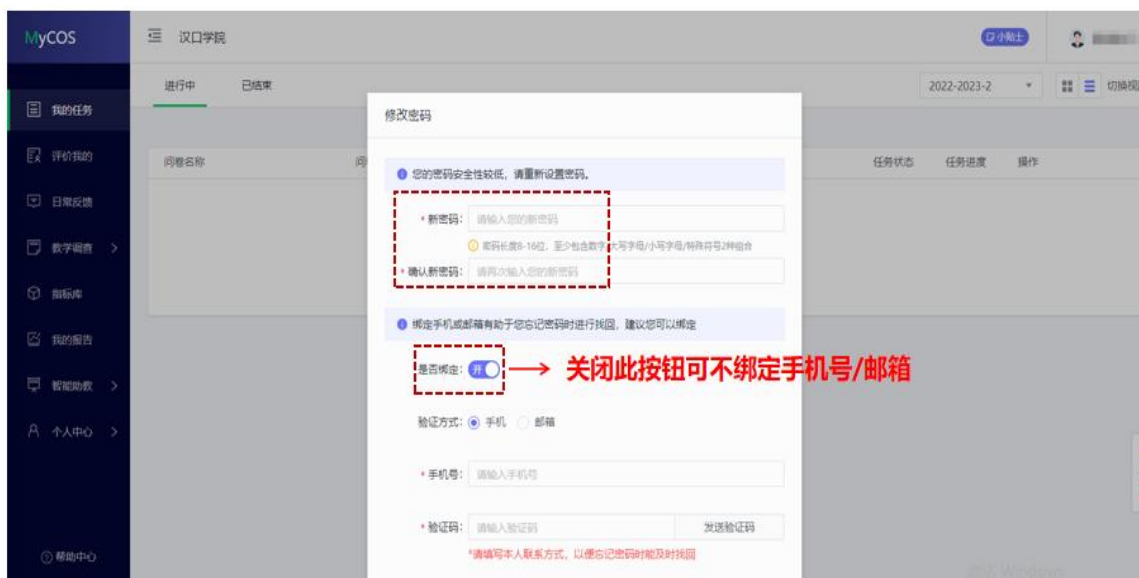 MyCOS
汉口学院
小贴士
进行中 已结束
2022-2023-2
切换视
我的任务
评价我的
日常反馈
教学调查
指标库
我的报告
智能助教
个人中心
帮助中心
问卷名称
问
任务状态 任务进度 操作
修改密码
您的密码安全性较低，请重新设置密码。
*新密码： 请输入您的新密码
密码长度8-16位，至少包含数字/大写字母/小写字母/特殊符号2种组合
*确认新密码： 请再次输入您的新密码
绑定手机或邮箱有助于您忘记密码时进行找回，建议您可以绑定
是否绑定： 开
关闭此按钮可不绑定手机号/邮箱
验证方式： 手机 邮箱
*手机号： 请输入手机号
*验证码： 请输入验证码 发送验证码
*请填写本人联系方式，以便忘记密码时能及时找回
激活 Windows